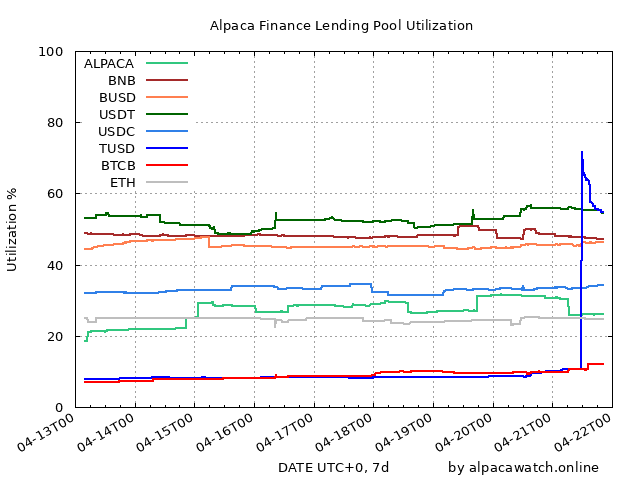 Alpaca Finance Lending Pool Utilization
Utilization %
100
80
60
40
20
0
ALPACA
BNB
BUSD
USDT
USDC
TUSD
BTCB
ETH
04-13T00
04-14T00
04-15T00
04-16T00
04-17T00
04-18T00
04-19T00
04-20T00
04-21T00
04-22T00
DATE UTC+0, 7d
by alpacawatch.online